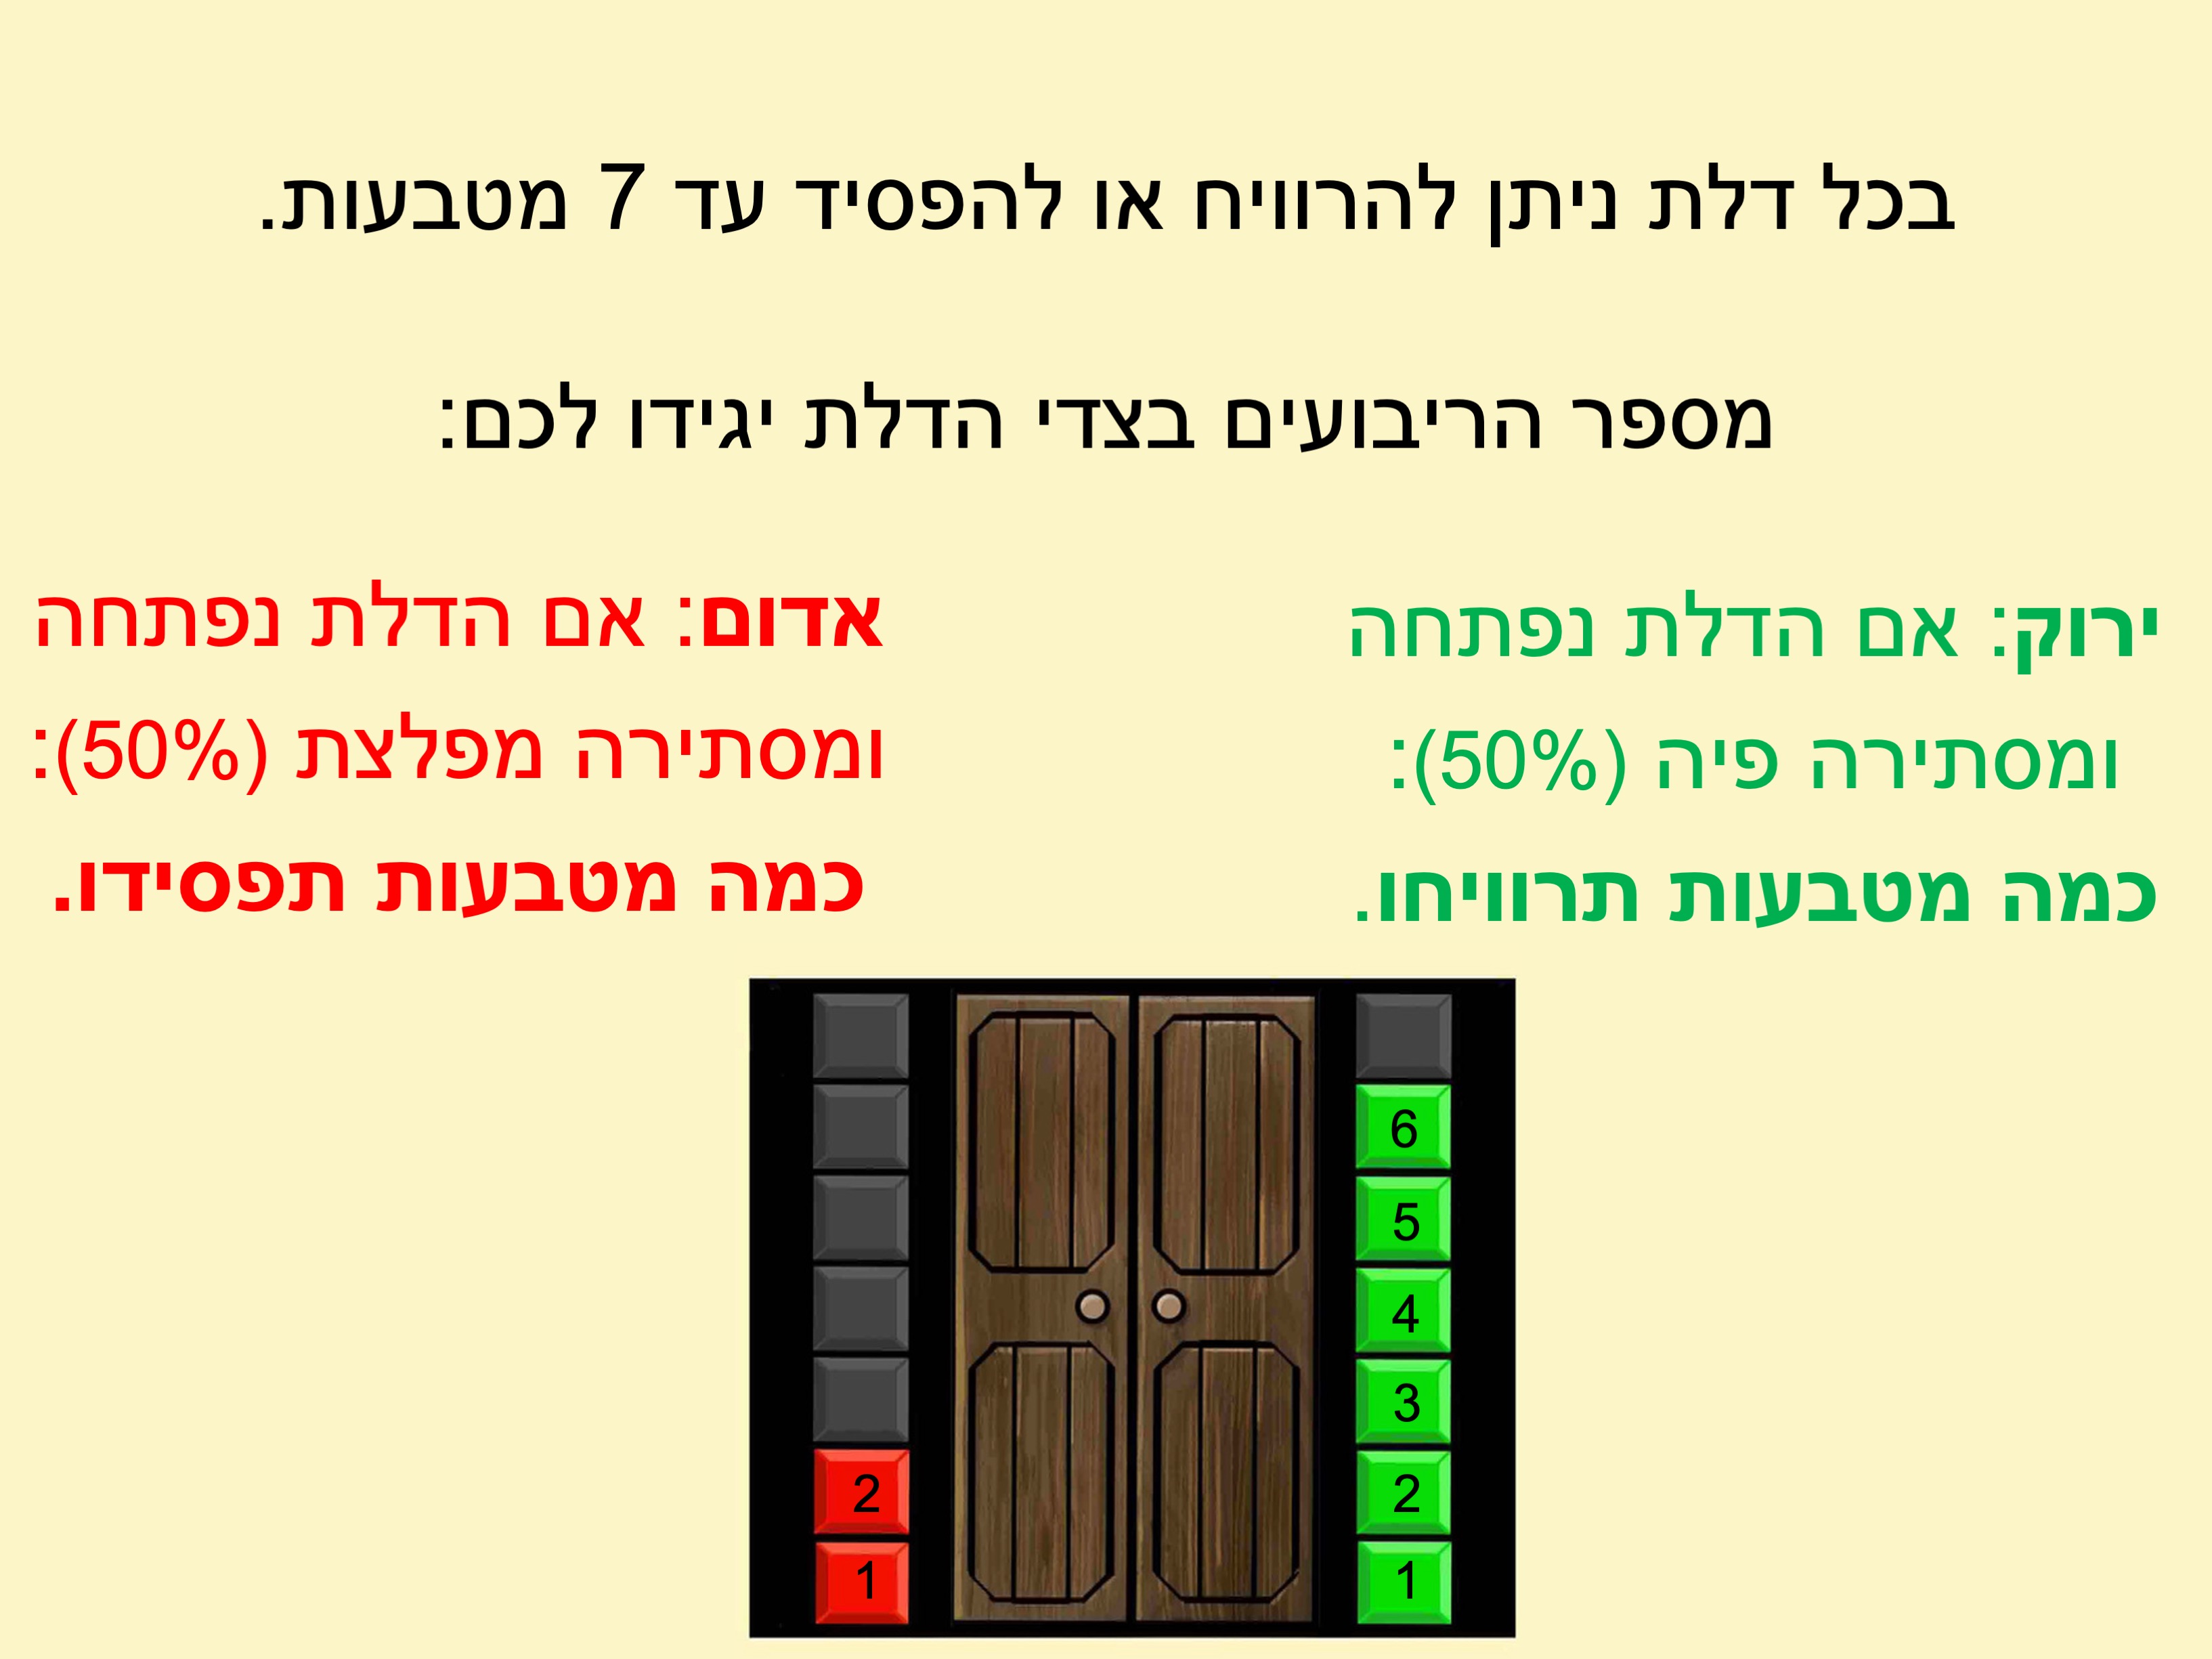 בכל דלת ניתן להרוויח או להפסיד עד 7 מטבעות.
מספר הריבועים בצדי הדלת יגידו לכם:
ירוק: אם הדלת נפתחה
ומסתירה פיה (50%):
כמה מטבעות תרוויחו.
אדום: אם הדלת נפתחה
ומסתירה מפלצת (50%):
כמה מטבעות תפסידו.
6
5
4
3
2
1
2
1